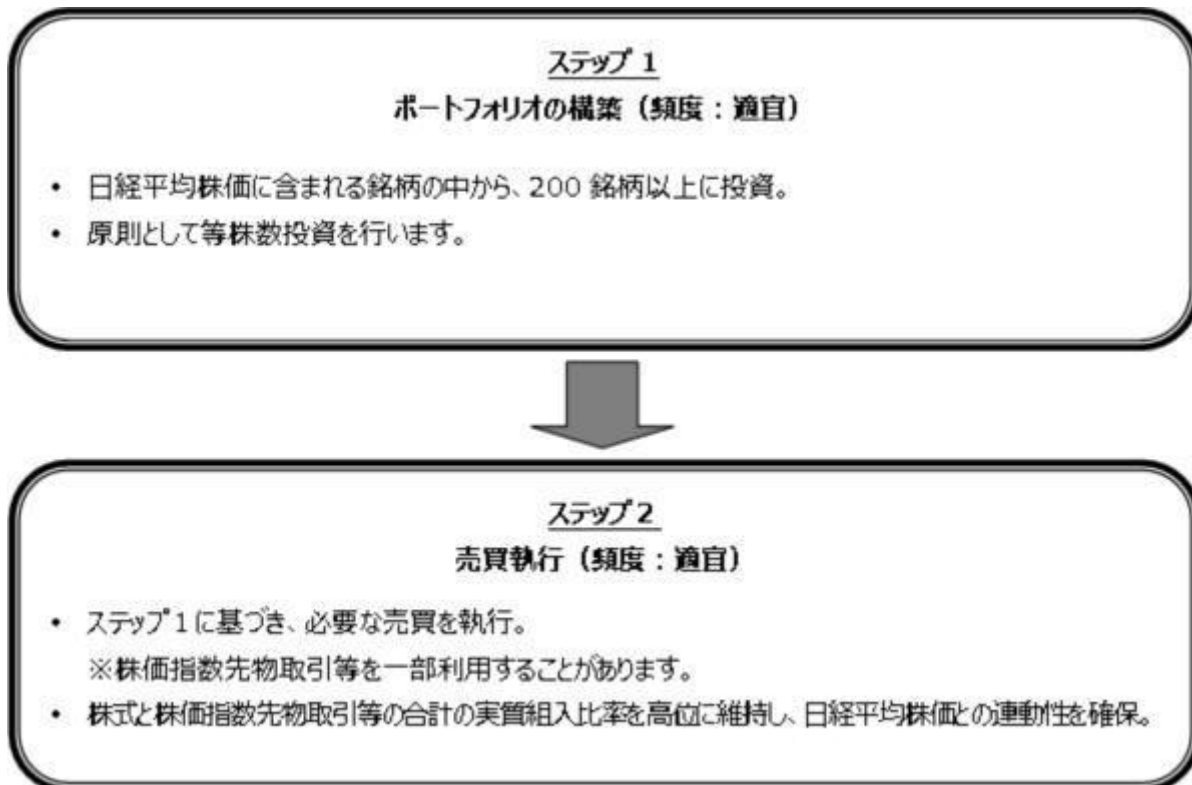 ステップ 1
ポートフォリオの構築（頻度：適宜）
• 日経平均株価に含まれる銘柄の中から、200 銘柄以上に投資。
• 原則として等株数投資を行います。
ステップ 2
売買執行（頻度：適宜）
• ステップ 1 に基づき、必要な売買を執行。
※株価指数先物取引等を一部利用することがあります。
• 株式と株価指数先物取引等の合計の実質組入比率を高位に維持し、日経平均株価との連動性を確保。